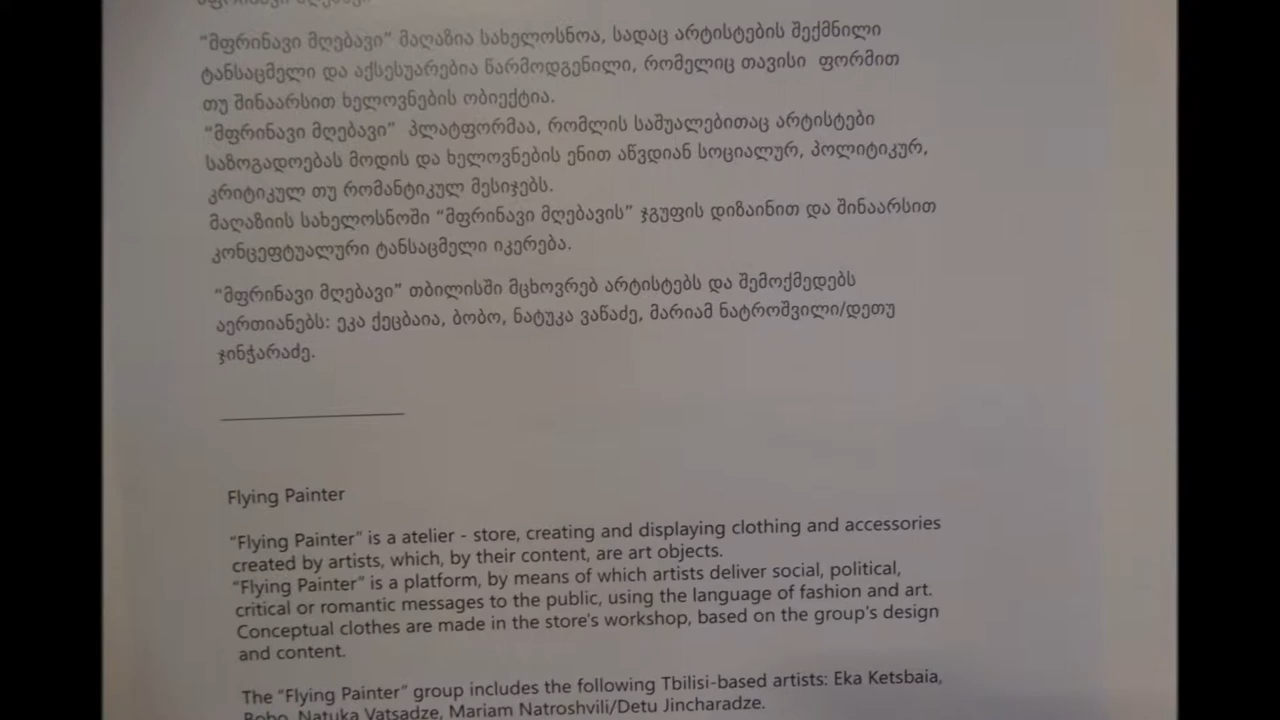 მფრინავი მღებავი
“მფრინავი მღებავი” მაღაზია სახელოსნოა, სადაც არტისტების შექმნილი
ტანსაცმელი და აქსესუარებია წარმოდგენილი, რომელიც თავისი ფორმით
თუ შინაარსით ხელოვნების ობიექტია.
“მფრინავი მღებავი” პლატფორმაა, რომლის საშუალებითაც არტისტები
საზოგადოებას მოდის და ხელოვნების ენით აწვდიან სოციალურ, პოლიტიკურ,
კრიტიკულ თუ რომანტიკულ მესიჯებს.
მაღაზიის სახელოსნოში “მფრინავი მღებავის” ჯგუფის დიზაინით და შინაარსით
კონცეფტუალური ტანსაცმელი იკერება.
“მფრინავი მღებავი” თბილისში მცხოვრებ არტისტებს და შემოქმედებს
აერთიანებს: ეკა ქეცბაია, ბობო, ნატუკა ვაწაძე, მარიამ ნატროშვილი/დეთუ
ჯინჭარაძე.
Flying Painter
“Flying Painter” is a atelier - store, creating and displaying clothing and accessories
created by artists, which, by their content, are art objects.
“Flying Painter” is a platform, by means of which artists deliver social, political,
critical or romantic messages to the public, using the language of fashion and art.
Conceptual clothes are made in the store's workshop, based on the group's design
and content.
The “Flying Painter” group includes the following Tbilisi-based artists: Eka Ketsbaia,
Bobo, Natuka Vatsadze, Mariam Natroshvili/Detu Jincharadze.